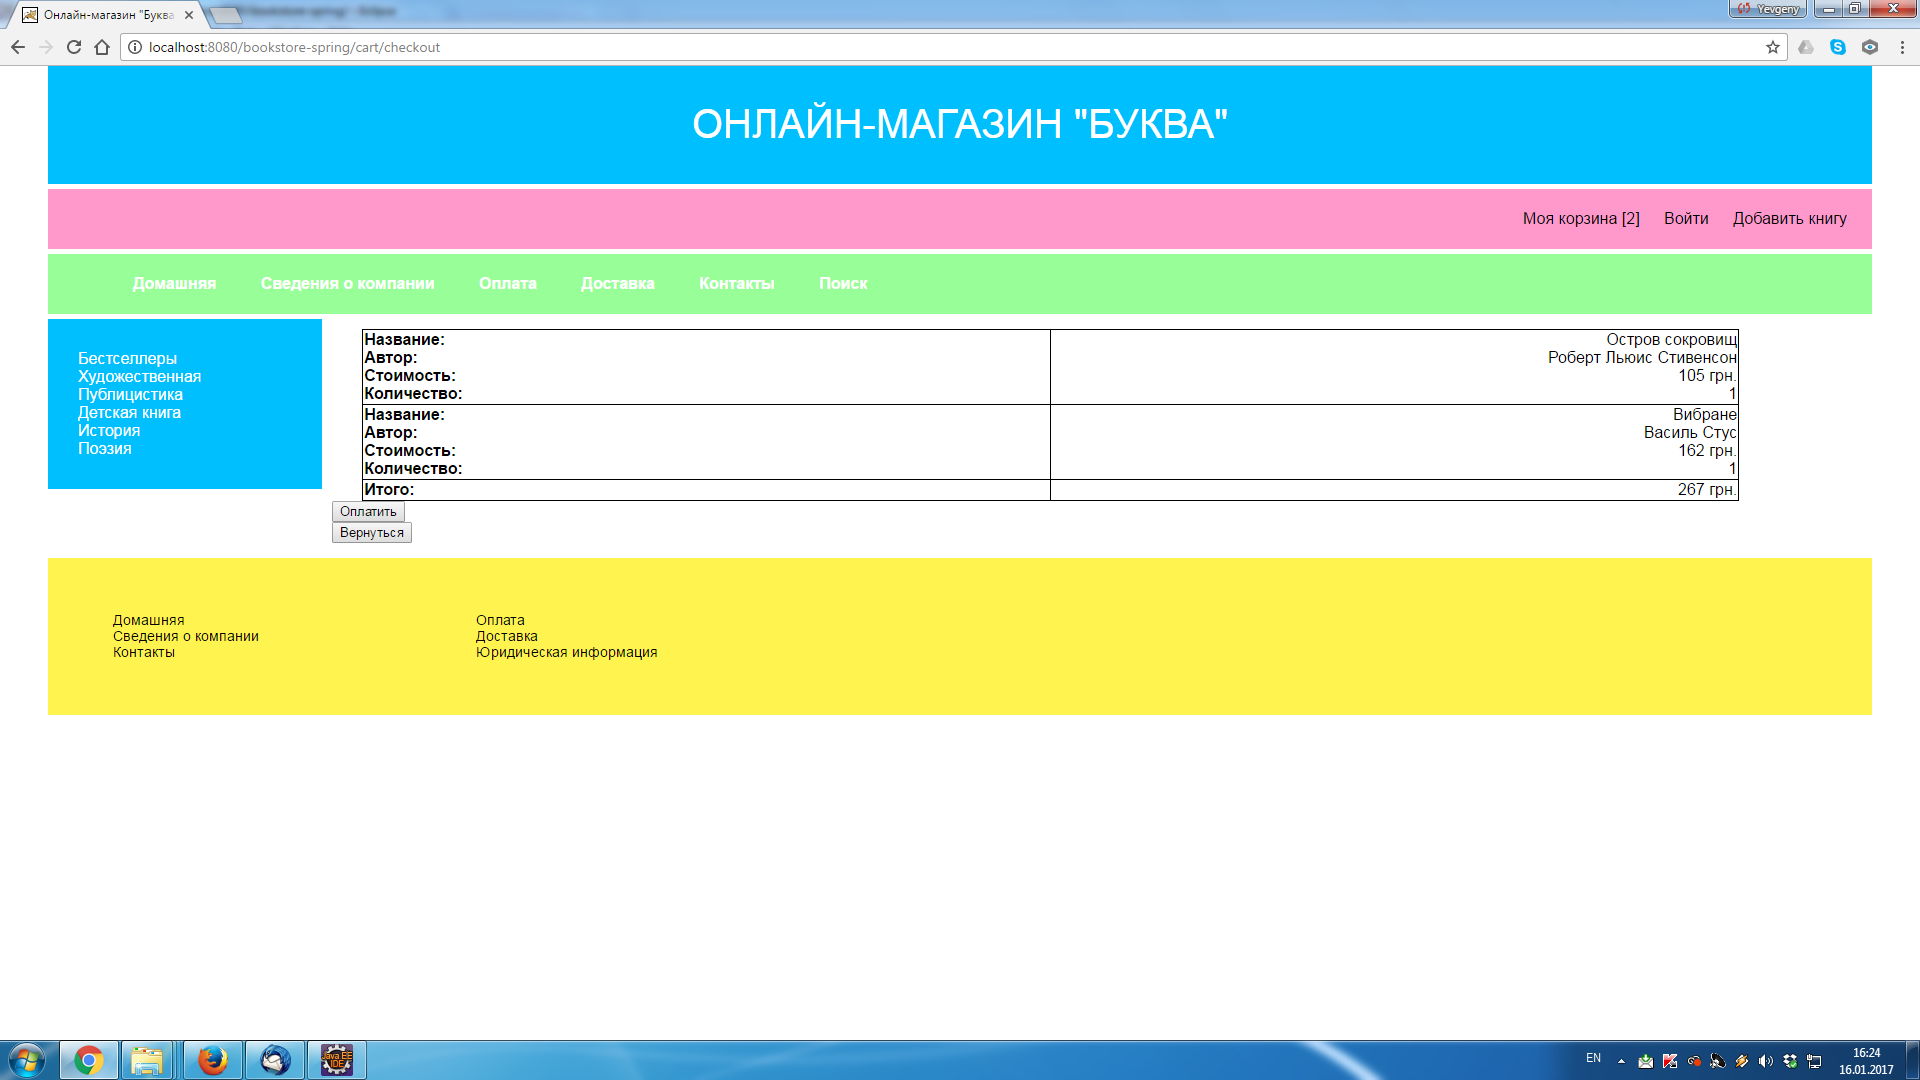 Онлайн-магазин "Буква
Yevgeny
localhost:8080/bookstore-spring/cart/checkout
ОНЛАЙН-МАГАЗИН "БУКВА"
Моя корзина [2] Войти Добавить книгу
Домашняя Сведения о компании Оплата Доставка Контакты Поиск
Бестселлеры
Художественная
Публицистика
Детская книга
История
Поэзия
Название: Остров сокровищ
Автор: Роберт Льюис Стивенсон
Стоимость: 105 грн.
Количество: 1
Название: Вибране
Автор: Василь Стус
Стоимость: 162 грн.
Количество: 1
Итого: 267 грн.
Оплатить
Вернуться
Домашняя Оплата
Сведения о компании Доставка
Контакты Юридическая информация
Java EE
IDE
EN
16:24
16.01.2017